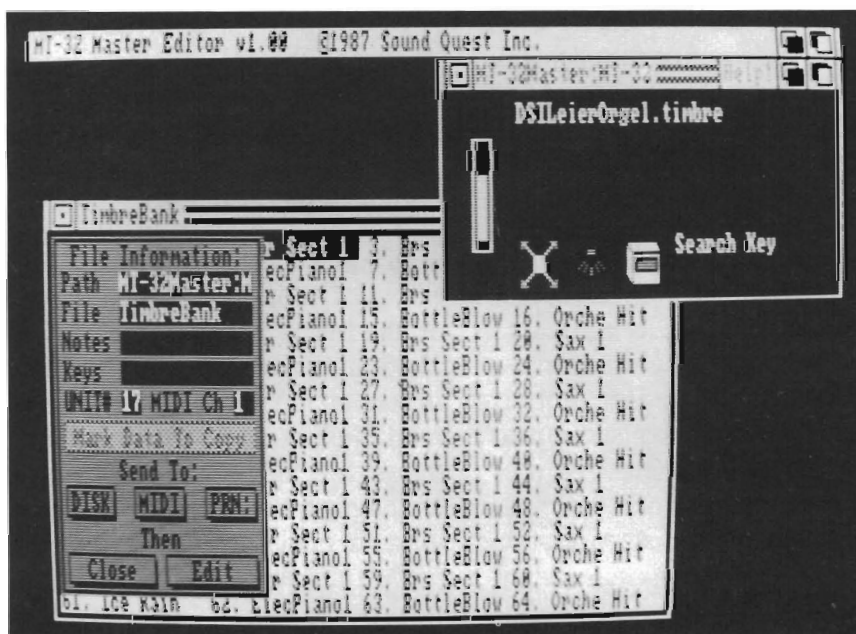 MT-32 Master Editor v1.00 ©1987 Sound Quest Inc.
MT-32Master:MT-32 Help!
DSILeierOrgel.timbre
Search Key
TimbreBank
File Information:
Path MT-32Master:M
File TimbreBank
Notes
Keys
UNIT# 17 MIDI Ch 1
Mark Data To Copy
Send To:
DISK MIDI PRN:
Then
Close Edit
r Sect 1 3. Brs
ecPiano1 7. Bott
r Sect 1 11. Brs
ecPiano1 15. BottleBlow 16. Orche Hit
r Sect 1 19. Brs Sect 1 20. Sax 1
ecPiano1 23. BottleBlow 24. Orche Hit
r Sect 1 27. Brs Sect 1 28. Sax 1
ecPiano1 31. BottleBlow 32. Orche Hit
r Sect 1 35. Brs Sect 1 36. Sax 1
ecPiano1 39. BottleBlow 40. Orche Hit
r Sect 1 43. Brs Sect 1 44. Sax 1
ecPiano1 47. BottleBlow 48. Orche Hit
r Sect 1 51. Brs Sect 1 52. Sax 1
ecPiano1 55. BottleBlow 56. Orche Hit
r Sect 1 59. Brs Sect 1 60. Sax 1
61. Ice Rain 62. ElecPiano1 63. BottleBlow 64. Orche Hit